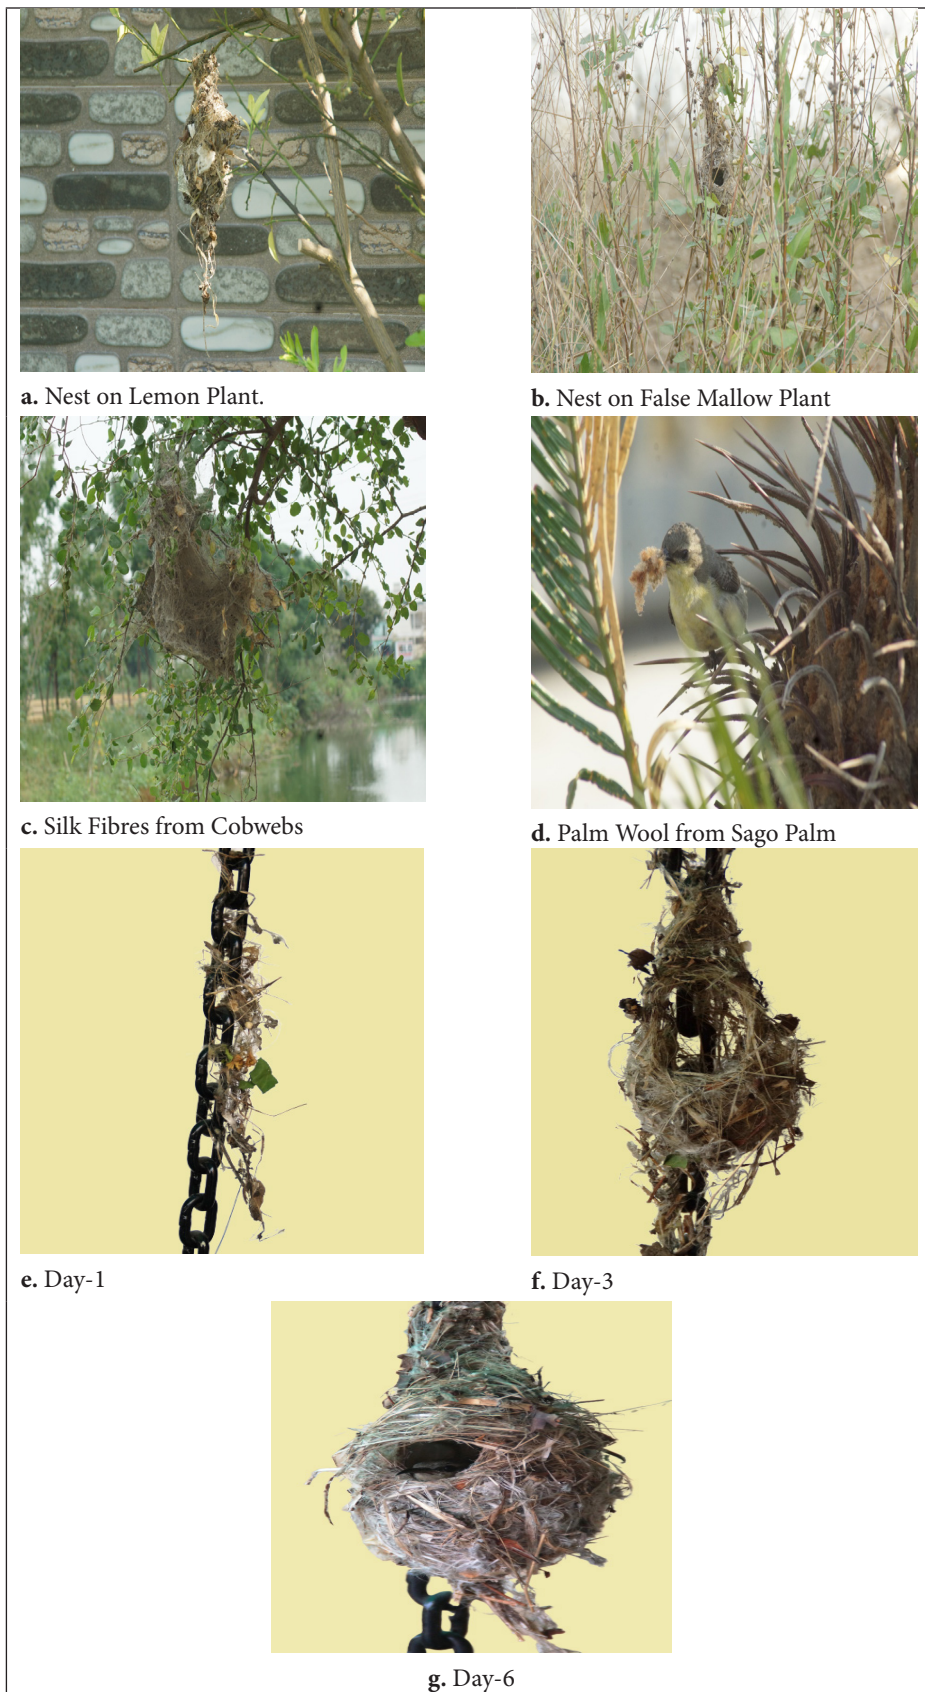 a. Nest on Lemon Plant.
b. Nest on False Mallow Plant
c. Silk Fibres from Cobwebs
d. Palm Wool from Sago Palm
e. Day-1
f. Day-3
g. Day-6